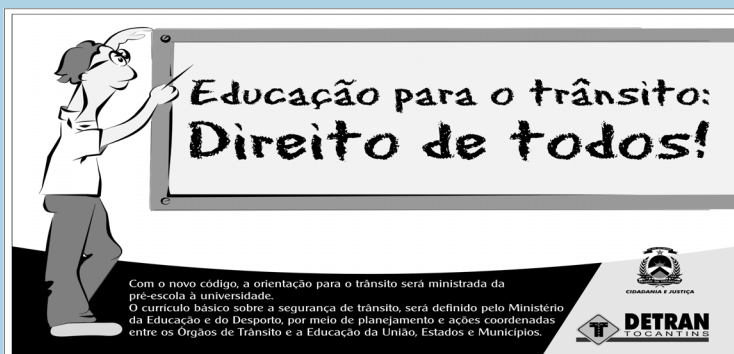 Educação para o trânsito:
Direito de todos!
Com o novo código, a orientação para o trânsito será ministrada da
pré-escola à universidade.
O currículo básico sobre a segurança de trânsito, será definido pelo Ministério
da Educação e do Desporto, por meio de planejamento e ações coordenadas
entre os Órgãos de Trânsito e a Educação da União, Estados e Municípios.
CIDADANIA E JUSTIÇA
DETRAN
TOCANTINS